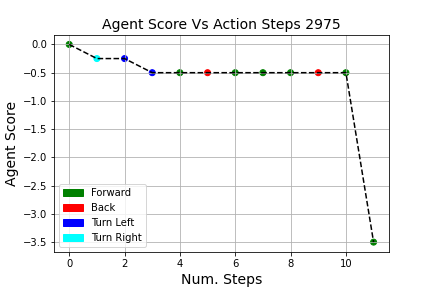 Agent Score Vs Action Steps 2975
Agent Score
0.0
−0.5
−1.0
−1.5
−2.0
−2.5
−3.0
−3.5
Forward
Back
Turn Left
Turn Right
0 2 4 6 8 10
Num. Steps